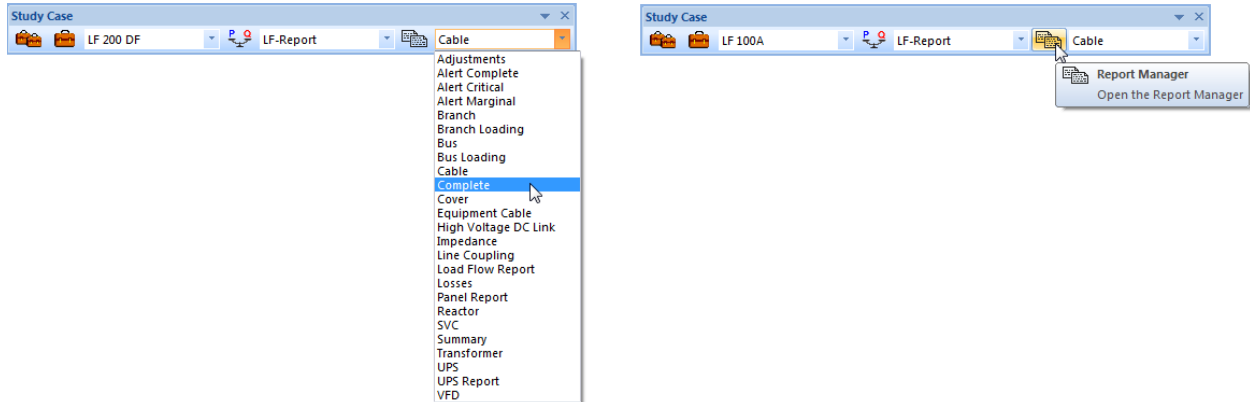 Study Case
LF 200 DF
P Q
LF-Report
Cable
Adjustments
Alert Complete
Alert Critical
Alert Marginal
Branch
Branch Loading
Bus
Bus Loading
Cable
Complete
Cover
Equipment Cable
High Voltage DC Link
Impedance
Line Coupling
Load Flow Report
Losses
Panel Report
Reactor
SVC
Summary
Transformer
UPS
UPS Report
VFD
Study Case
LF 100A
P Q
LF-Report
Cable
Report Manager
Open the Report Manager